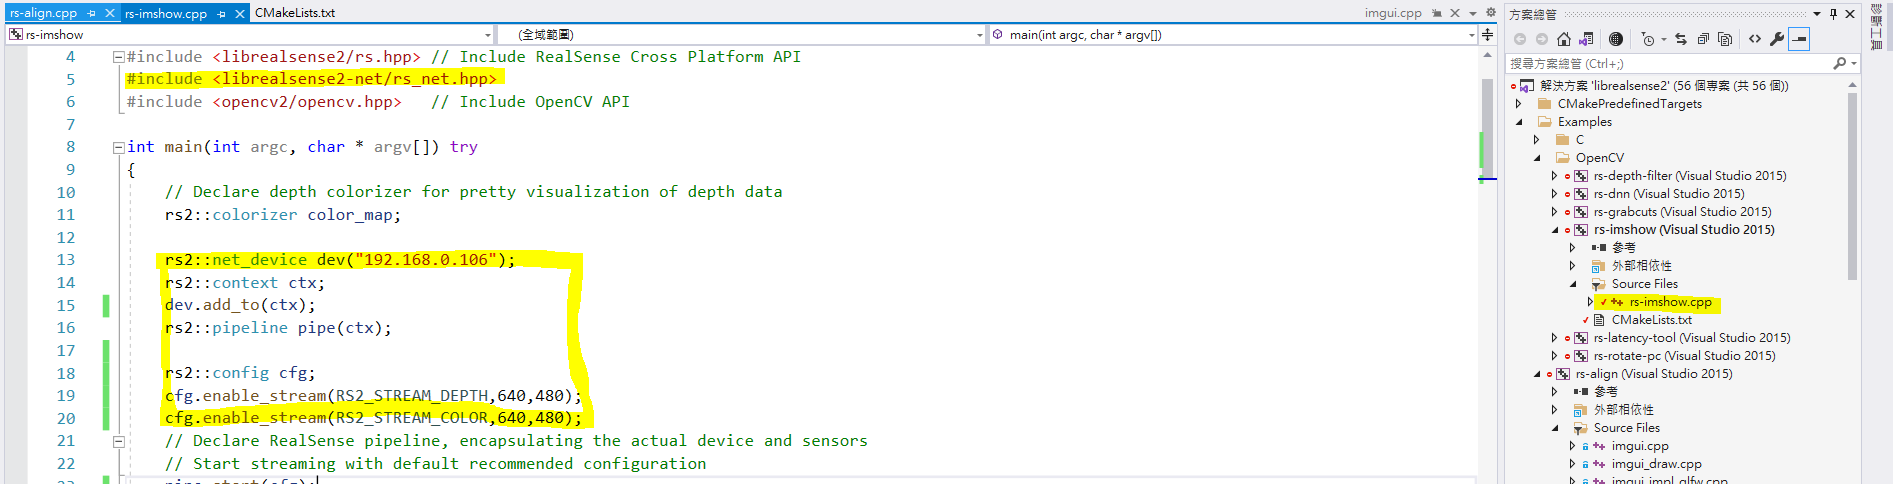 rs-align.cpp rs-imshow.cpp CMakeLists.txt imgui.cpp
rs-imshow (全域範圍) main(int argc, char * argv[])
4 #include <librealsense2/rs.hpp> // Include RealSense Cross Platform API
5 #include <librealsense2-net/rs_net.hpp>
6 #include <opencv2/opencv.hpp> // Include OpenCV API
7
8 int main(int argc, char * argv[]) try
9 {
10 // Declare depth colorizer for pretty visualization of depth data
11 rs2::colorizer color_map;
12
13 rs2::net_device dev("192.168.0.106");
14 rs2::context ctx;
15 dev.add_to(ctx);
16 rs2::pipeline pipe(ctx);
17
18 rs2::config cfg;
19 cfg.enable_stream(RS2_STREAM_DEPTH,640,480);
20 cfg.enable_stream(RS2_STREAM_COLOR,640,480);
21 // Declare RealSense pipeline, encapsulating the actual device and sensors
22 // Start streaming with default recommended configuration
23 pipe.start(cfg);
方案總管
搜尋方案總管 (Ctrl+;)
解決方案 'librealsense2' (56 個專案 (共 56 個))
CMakePredefinedTargets
Examples
C
OpenCV
rs-depth-filter (Visual Studio 2015)
rs-dnn (Visual Studio 2015)
rs-grabcuts (Visual Studio 2015)
rs-imshow (Visual Studio 2015)
參考
外部相依性
Source Files
rs-imshow.cpp
CMakeLists.txt
rs-latency-tool (Visual Studio 2015)
rs-rotate-pc (Visual Studio 2015)
rs-align (Visual Studio 2015)
參考
外部相依性
Source Files
imgui.cpp
imgui_draw.cpp
imgui_impl_glfw.cpp
診斷工具